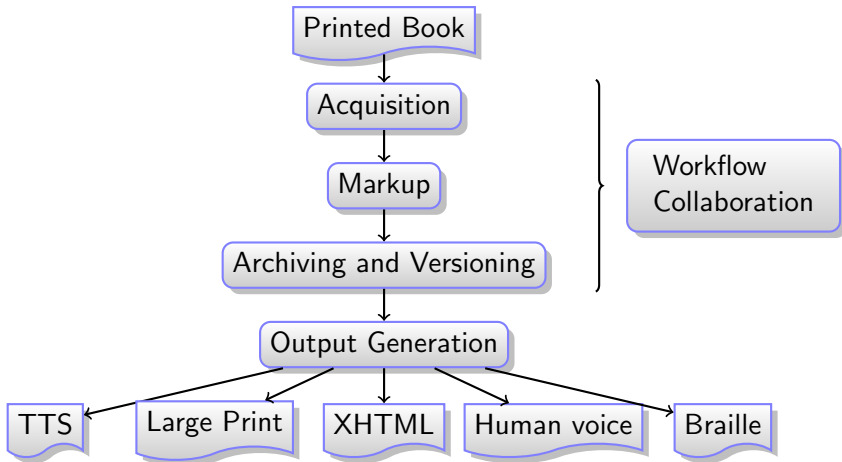 Printed Book
Acquisition
Markup
Workflow
Collaboration
Archiving and Versioning
Output Generation
TTS
Large Print
XHTML
Human voice
Braille